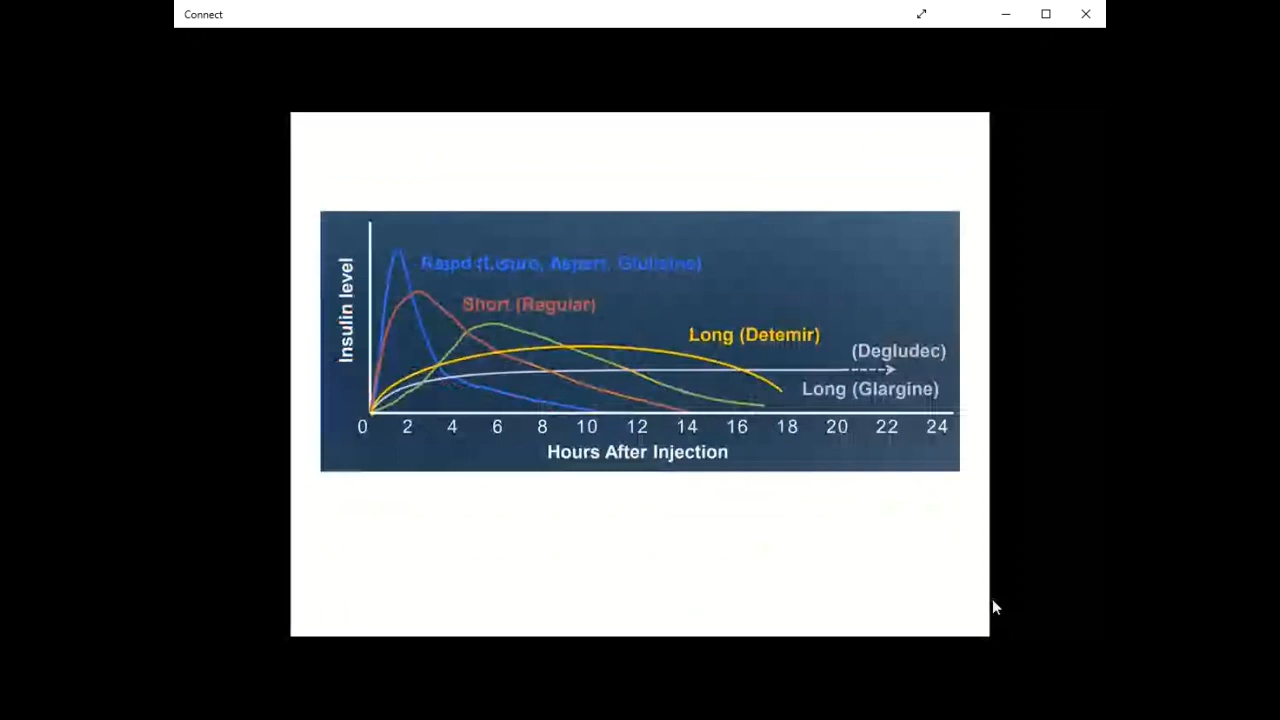 Connect
Insulin level
Rapid (Lispro, Aspart, Glulisine)
Short (Regular)
Long (Detemir)
(Degludec)
Long (Glargine)
0 2 4 6 8 10 12 14 16 18 20 22 24
Hours After Injection